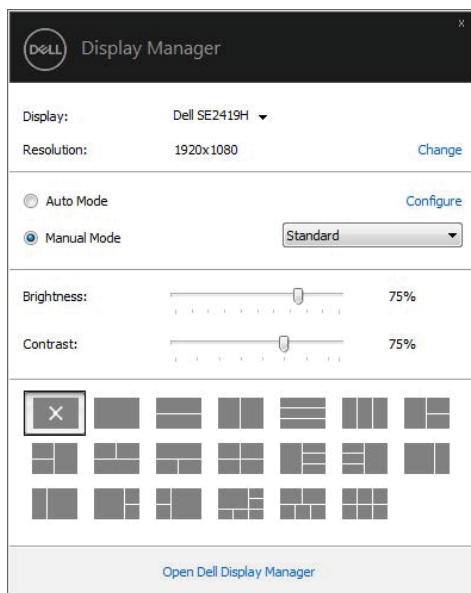 x
DELL Display Manager
Display: Dell SE2419H
Resolution: 1920x1080 Change
Auto Mode Configure
Manual Mode Standard
Brightness: 75%
Contrast: 75%
Open Dell Display Manager